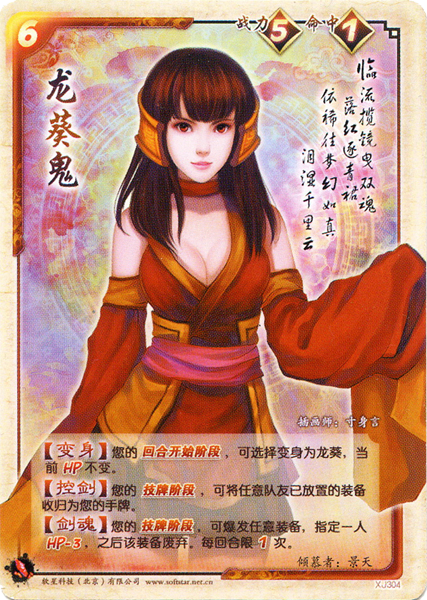 6
战力 5 命中 1
龙葵鬼
临流揽镜曳双魂
落红逐青裙
依稀往梦幻如真
泪湿千里云
插画师：寸身言
【变身】您的 回合开始阶段 ，可选择变身为龙葵，当
前 HP 不变。
【控剑】您的 技牌阶段 ，可将任意队友已放置的装备
收归为您的手牌。
【剑魂】您的 技牌阶段 ，可爆发任意装备，指定一人
HP-3 ，之后该装备废弃。每回合限 1 次。
倾慕者：景天
软星科技（北京）有限公司 www.softstar.net.cn
XJ304